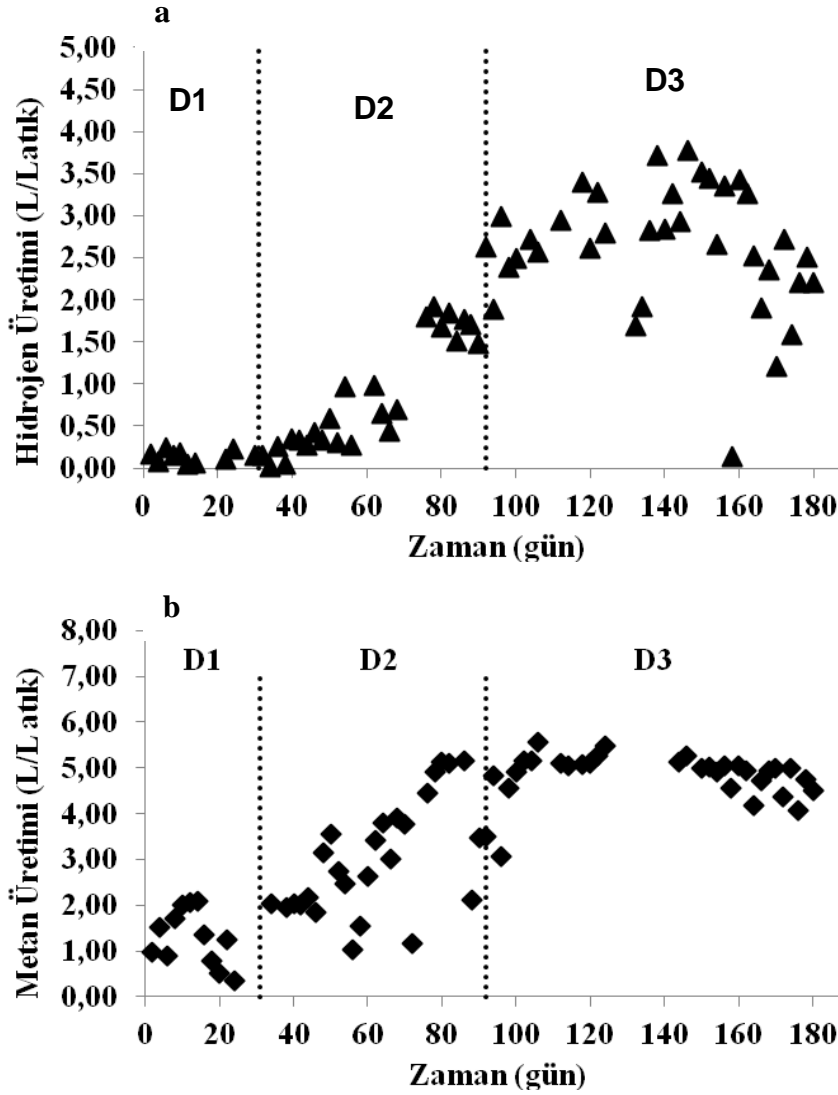 a
5,00
4,50
4,00
3,50
3,00
2,50
2,00
1,50
1,00
0,50
0,00
Hidrojen Üretimi (L/Latık)
D1
D2
D3
0 20 40 60 80 100 120 140 160 180
Zaman (gün)
b
8,00
7,00
6,00
5,00
4,00
3,00
2,00
1,00
0,00
Metan Üretimi (L/L atık)
D1
D2
D3
0 20 40 60 80 100 120 140 160 180
Zaman (gün)